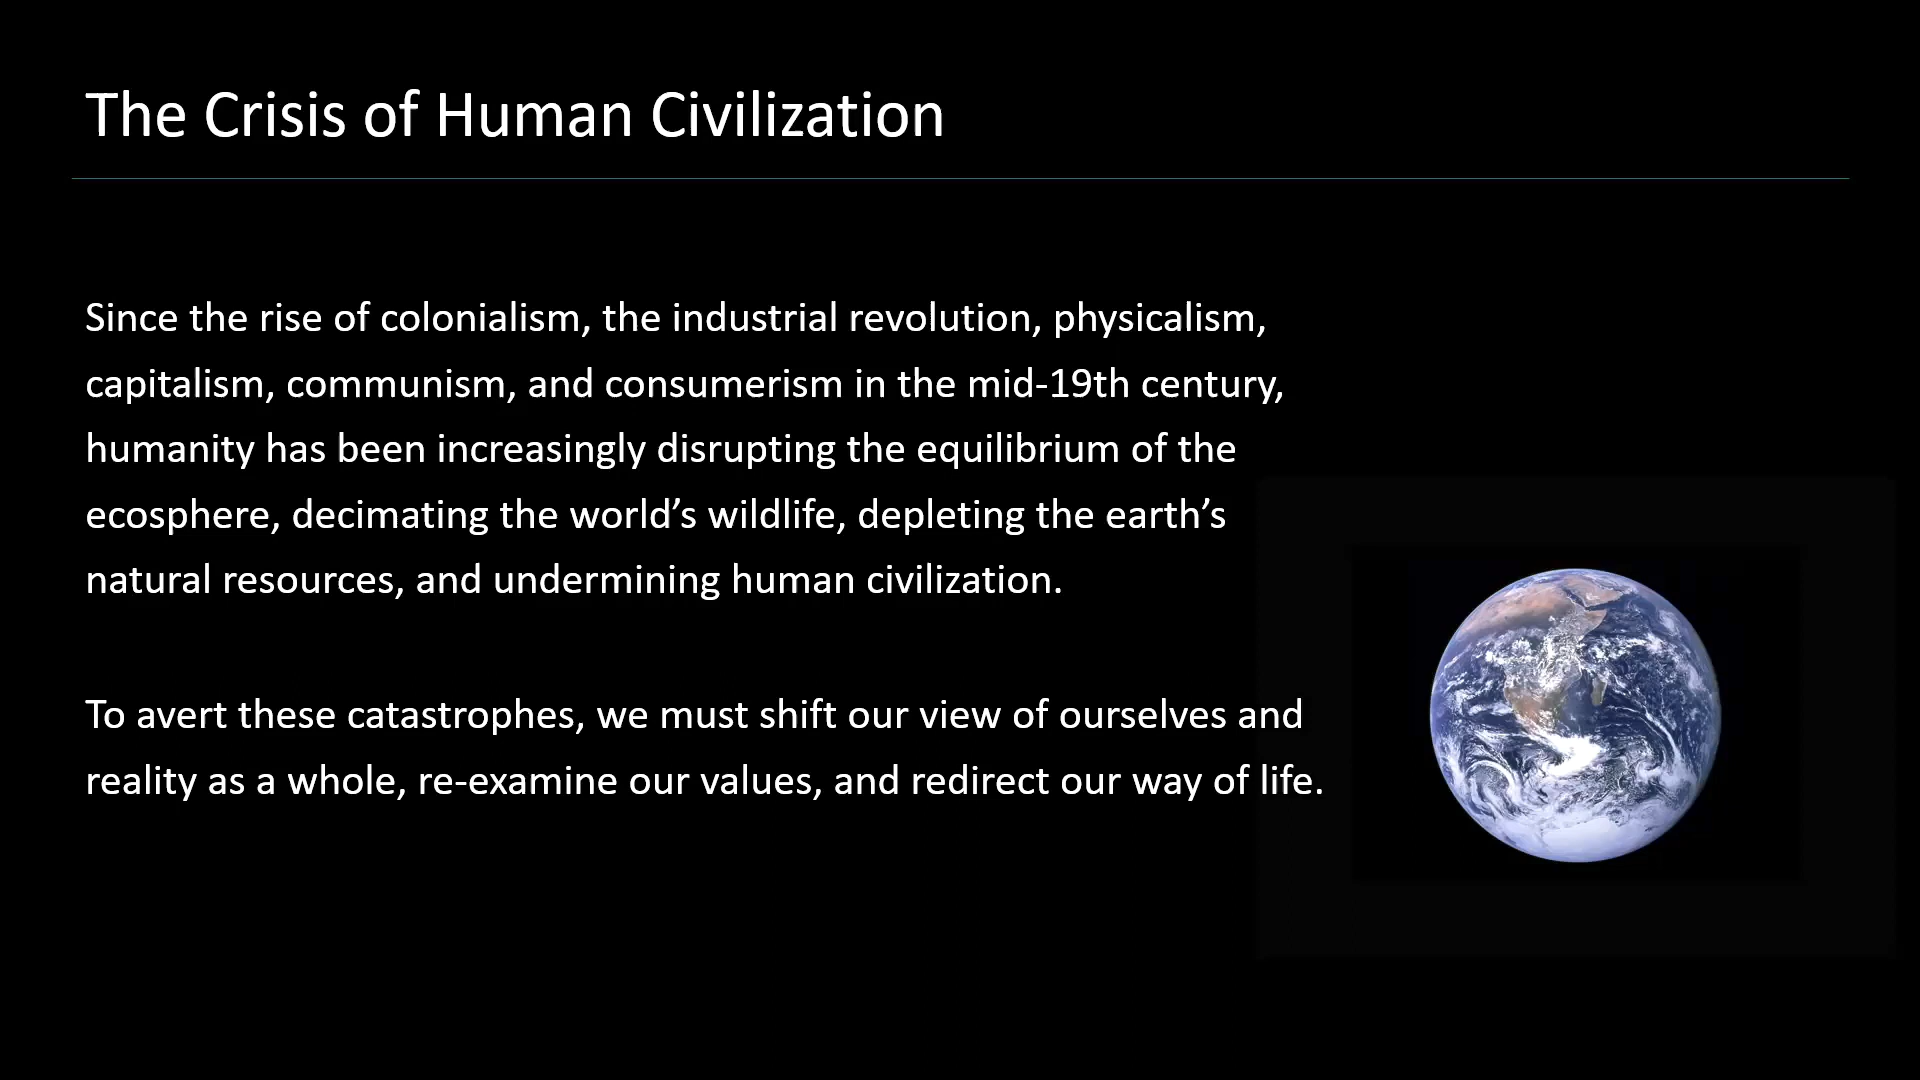 The Crisis of Human Civilization
Since the rise of colonialism, the industrial revolution, physicalism,
capitalism, communism, and consumerism in the mid-19th century,
humanity has been increasingly disrupting the equilibrium of the
ecosphere, decimating the world’s wildlife, depleting the earth’s
natural resources, and undermining human civilization.
To avert these catastrophes, we must shift our view of ourselves and
reality as a whole, re-examine our values, and redirect our way of life.